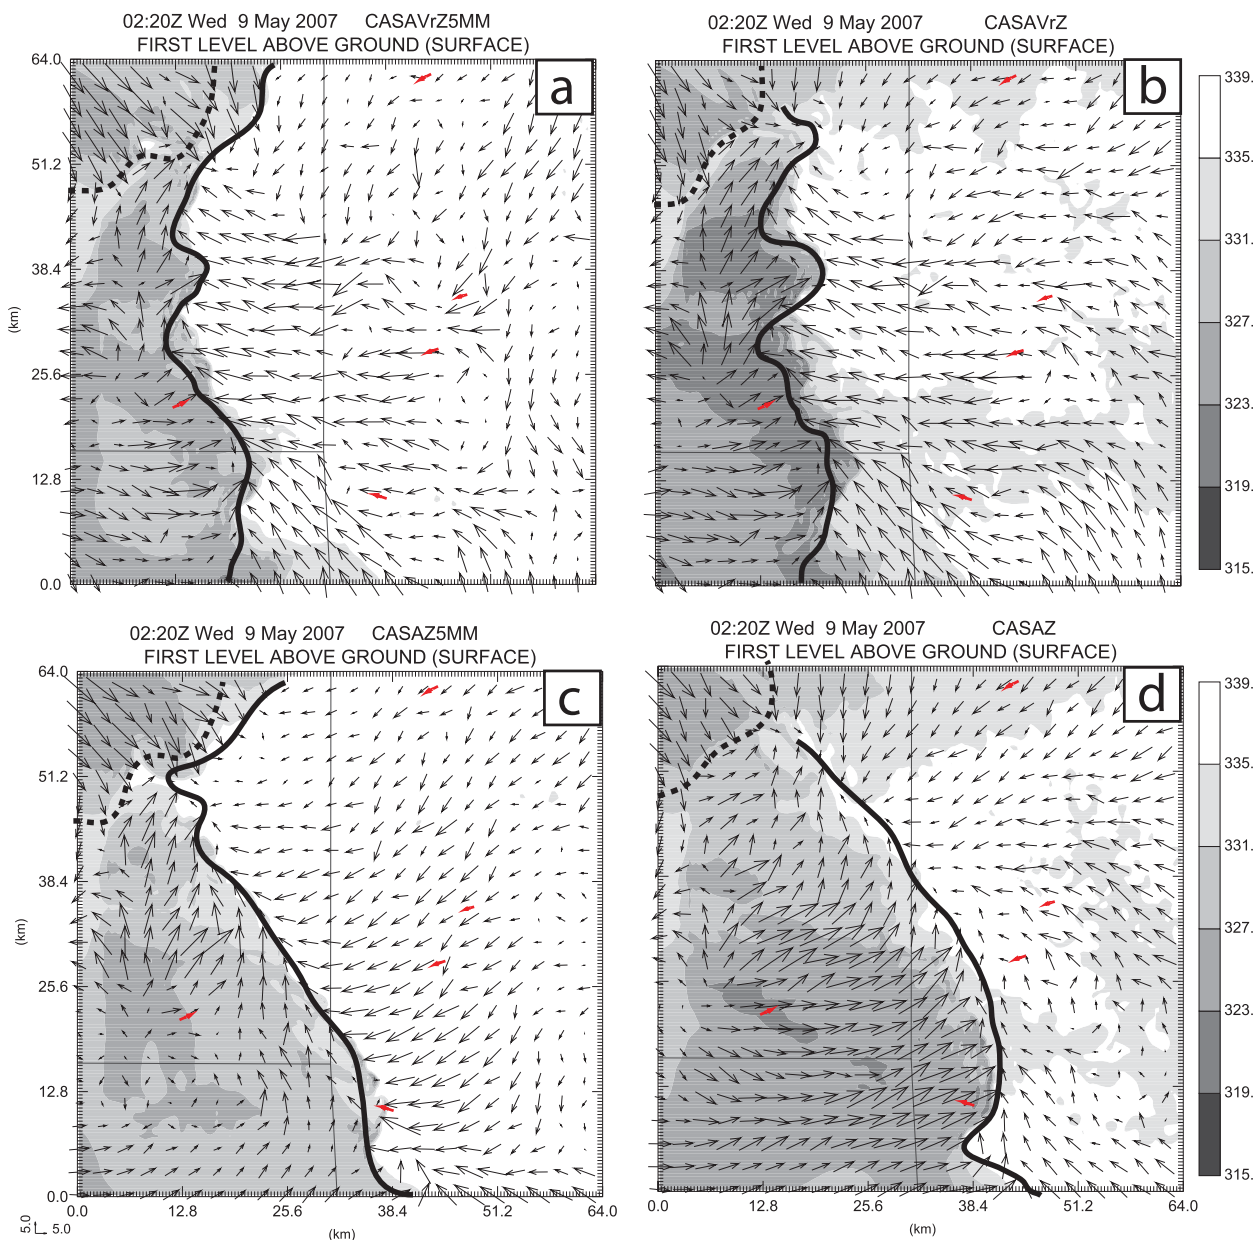 02:20Z Wed 9 May 2007 CASAVrZ5MM
FIRST LEVEL ABOVE GROUND (SURFACE)
a
64.0
51.2
38.4
(km)
25.6
12.8
0.0
02:20Z Wed 9 May 2007 CASAVrZ
FIRST LEVEL ABOVE GROUND (SURFACE)
b
339.
335.
331.
327.
323.
319.
315.
02:20Z Wed 9 May 2007 CASAZ5MM
FIRST LEVEL ABOVE GROUND (SURFACE)
c
64.0
51.2
38.4
(km)
25.6
12.8
0.0
0.0 12.8 25.6 38.4 51.2 64.0
(km)
5.0
5.0
02:20Z Wed 9 May 2007 CASAZ
FIRST LEVEL ABOVE GROUND (SURFACE)
d
339.
335.
331.
327.
323.
319.
315.
0.0 12.8 25.6 38.4 51.2 64.0
(km)